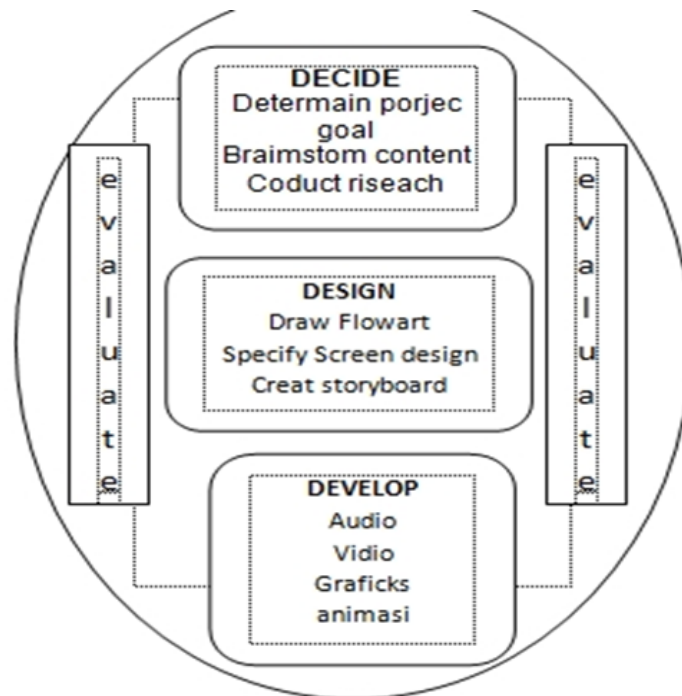 DECIDE
Determain porjec
goal
Braimstom content
Coduct riseach
evaluate
evaluate
DESIGN
Draw Flowart
Specify Screen design
Creat storyboard
DEVELOP
Audio
Vidio
Graficks
animasi